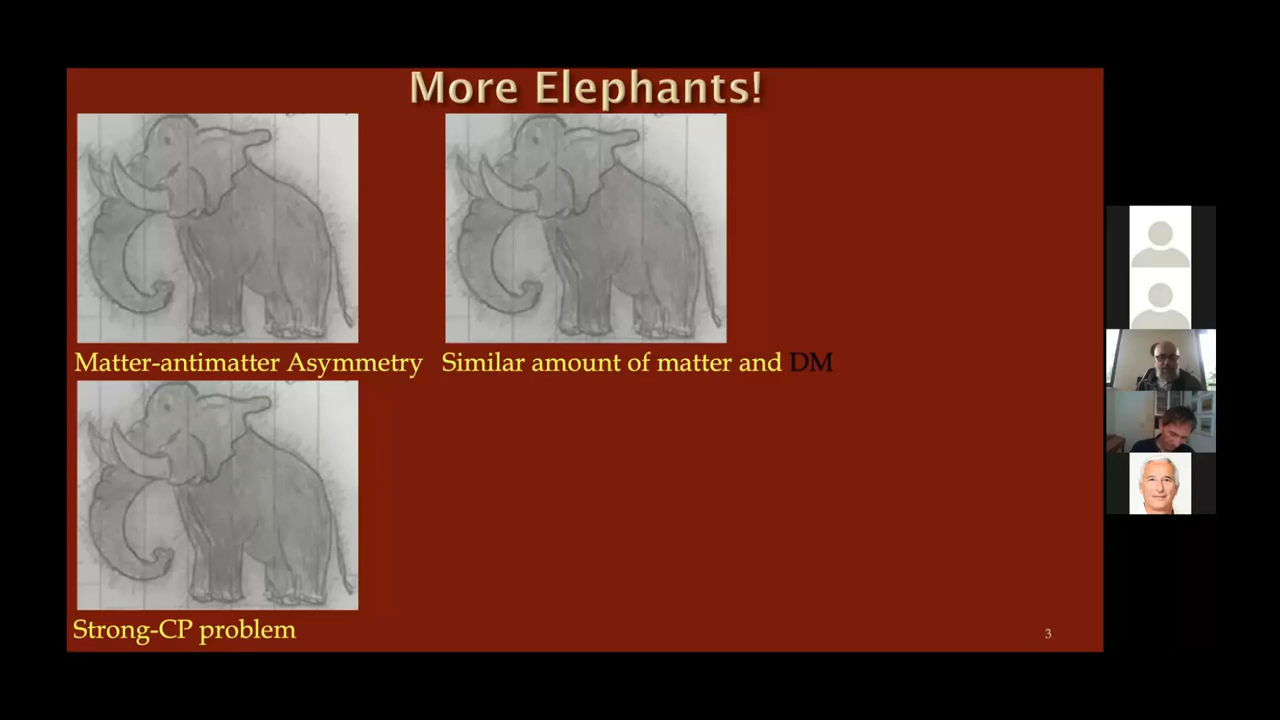 More Elephants!
Matter-antimatter Asymmetry
Similar amount of matter and DM
Strong-CP problem
3